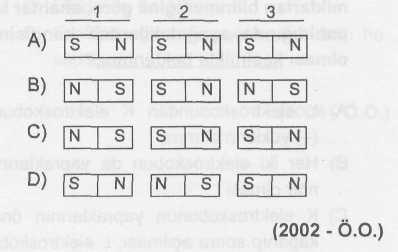 1 2 3
A) S N S N S N
B) N S N S N S
C) N S S N S N
D) S N N S S N
(2002 - Ö.O.)